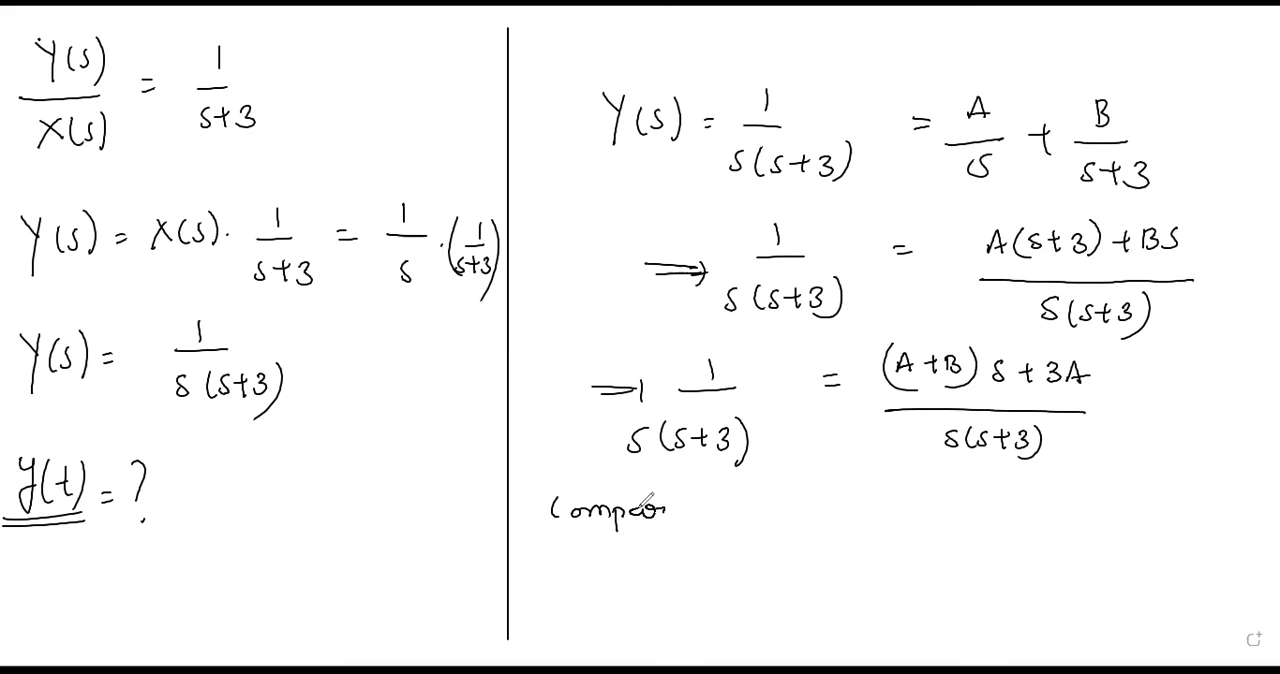 Y(s)/X(s) = 1/(s+3)
Y(s) = X(s) · 1/(s+3) = 1/s · (1/(s+3))
Y(s) = 1/(s(s+3))
y(t) = ?
Y(s) = 1/(s(s+3)) = A/s + B/(s+3)
⇒ 1/(s(s+3)) = (A(s+3) + BS)/(s(s+3))
⇒ 1/(s(s+3)) = ((A+B)s + 3A)/(s(s+3))